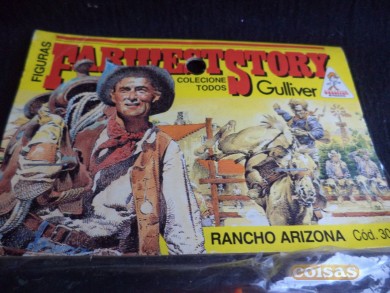 FIGURAS
FARWEST STORY
COLECIONE
TODOS
Gulliver
RANCHO ARIZONA Cód. 30
coisas